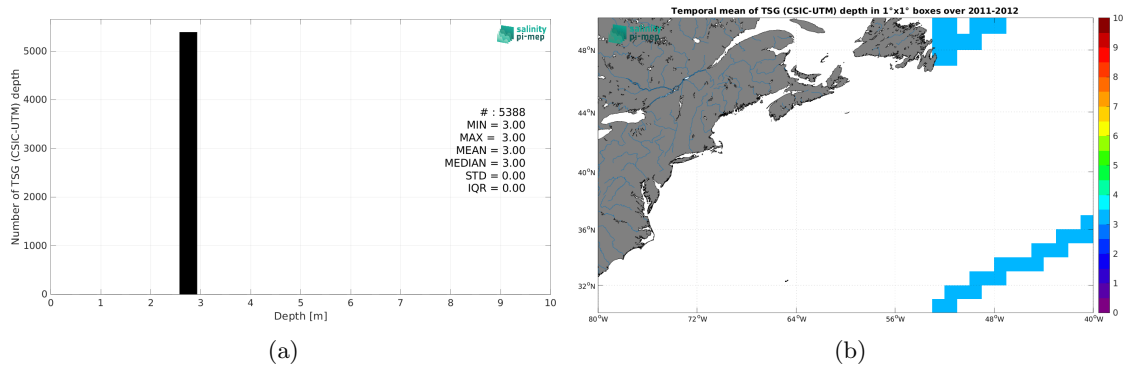 salinity
pi-mep
# : 5388
MIN = 3.00
MAX = 3.00
MEAN = 3.00
MEDIAN = 3.00
STD = 0.00
IQR = 0.00
Number of TSG (CSIC-UTM) depth
5000
4000
3000
2000
1000
0
0 1 2 3 4 5 6 7 8 9 10
Depth [m]
(a)
Temporal mean of TSG (CSIC-UTM) depth in 1°x1° boxes over 2011-2012
salinity
pi-mep
48°N
44°N
40°N
36°N
32°N
80°W 72°W 64°W 56°W 48°W 40°W
10
9
8
7
6
5
4
3
2
1
0
(b)